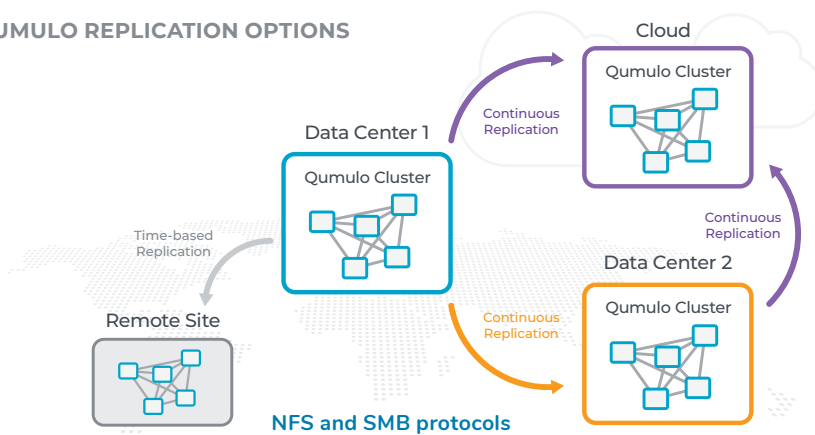 UMULO REPLICATION OPTIONS
Cloud
Qumulo Cluster
Continuous
Replication
Data Center 1
Qumulo Cluster
Time-based
Replication
Continuous
Replication
Data Center 2
Remote Site
Continuous
Replication
Qumulo Cluster
NFS and SMB protocols